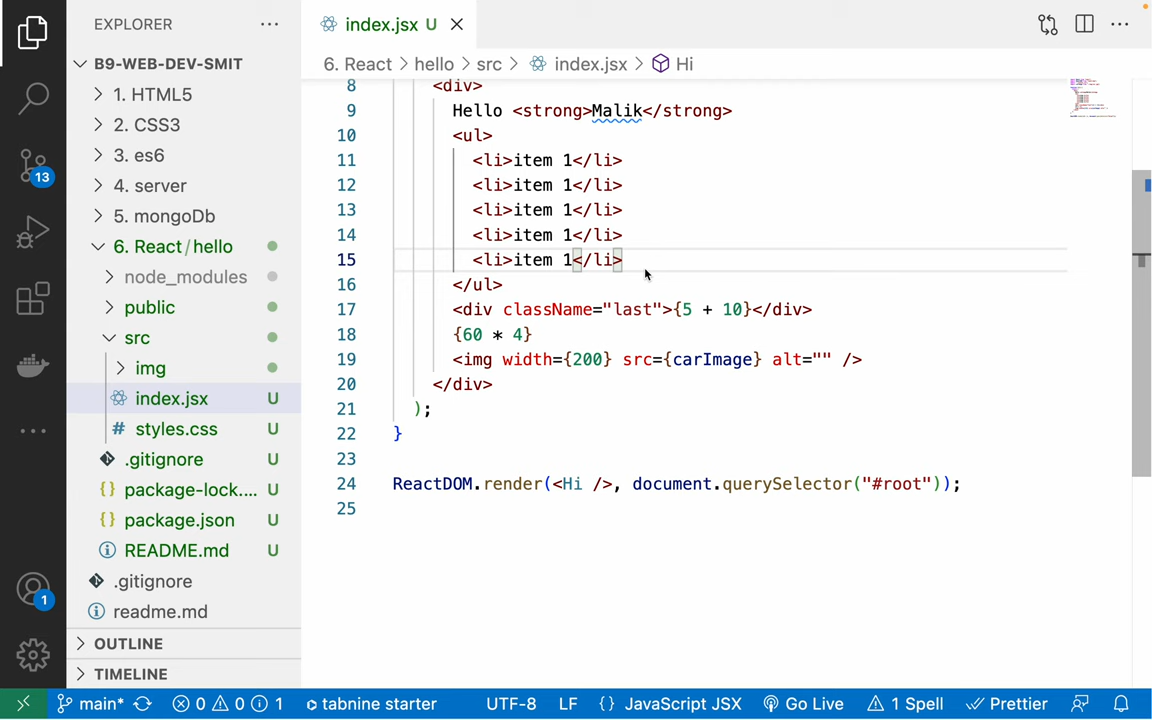 EXPLORER
index.jsx U
B9-WEB-DEV-SMIT
6. React > hello > src > index.jsx > Hi
1. HTML5
2. CSS3
3. es6
4. server
5. mongoDb
6. React/hello
node_modules
public
src
img
index.jsx U
styles.css U
.gitignore U
package-lock.... U
package.json U
README.md U
.gitignore
readme.md
OUTLINE
TIMELINE
13
1
8 <div>
9 Hello <strong>Malik</strong>
10 <ul>
11 <li>item 1</li>
12 <li>item 1</li>
13 <li>item 1</li>
14 <li>item 1</li>
15 <li>item 1</li>
16 </ul>
17 <div className="last">{5 + 10}</div>
18 {60 * 4}
19 <img width={200} src={carImage} alt="" />
20 </div>
21 );
22 }
23
24 ReactDOM.render(<Hi />, document.querySelector("#root"));
25
main* 0 0 1 tabnine starter UTF-8 LF {} JavaScript JSX Go Live 1 Spell Prettier